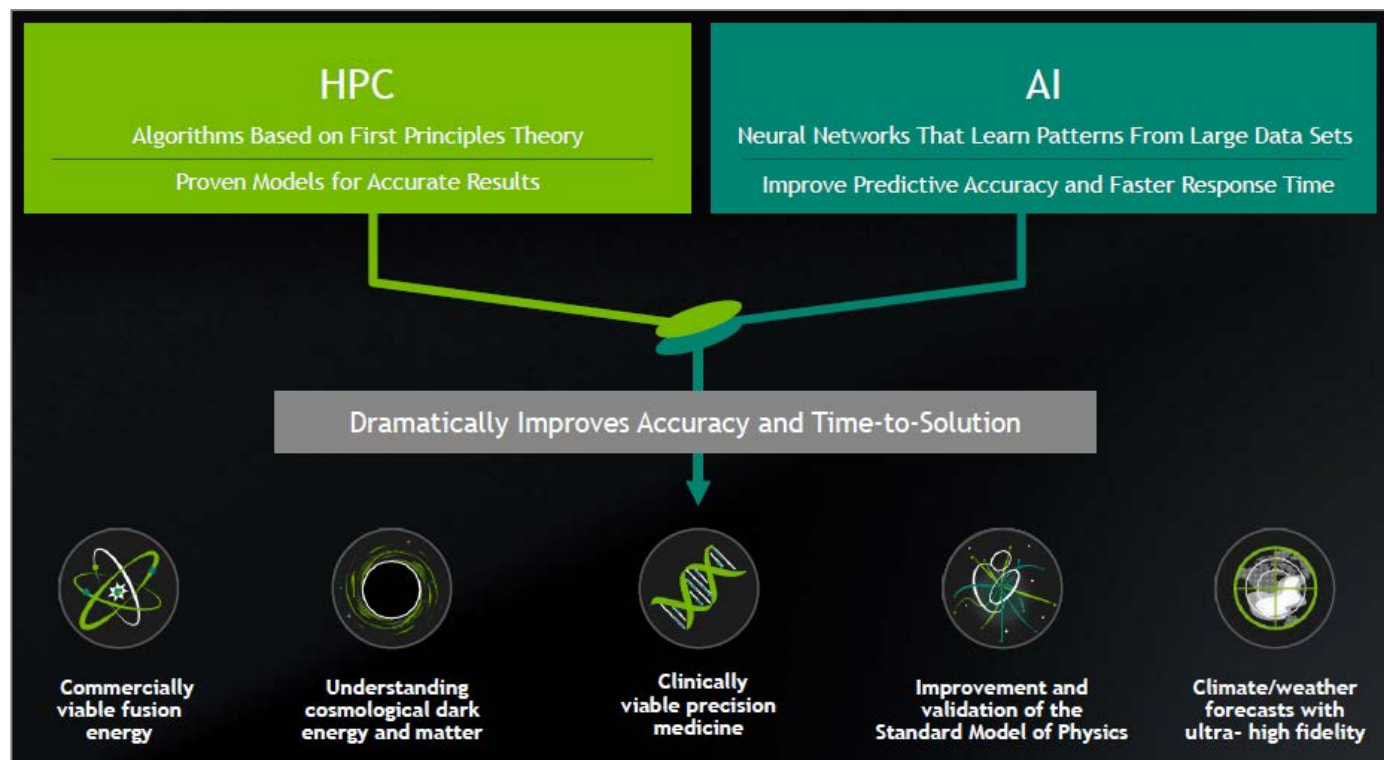 HPC
Algorithms Based on First Principles Theory
Proven Models for Accurate Results
AI
Neural Networks That Learn Patterns From Large Data Sets
Improve Predictive Accuracy and Faster Response Time
Dramatically Improves Accuracy and Time-to-Solution
Commercially
viable fusion
energy
Understanding
cosmological dark
energy and matter
Clinically
viable precision
medicine
Improvement and
validation of the
Standard Model of Physics
Climate/weather
forecasts with
ultra- high fidelity